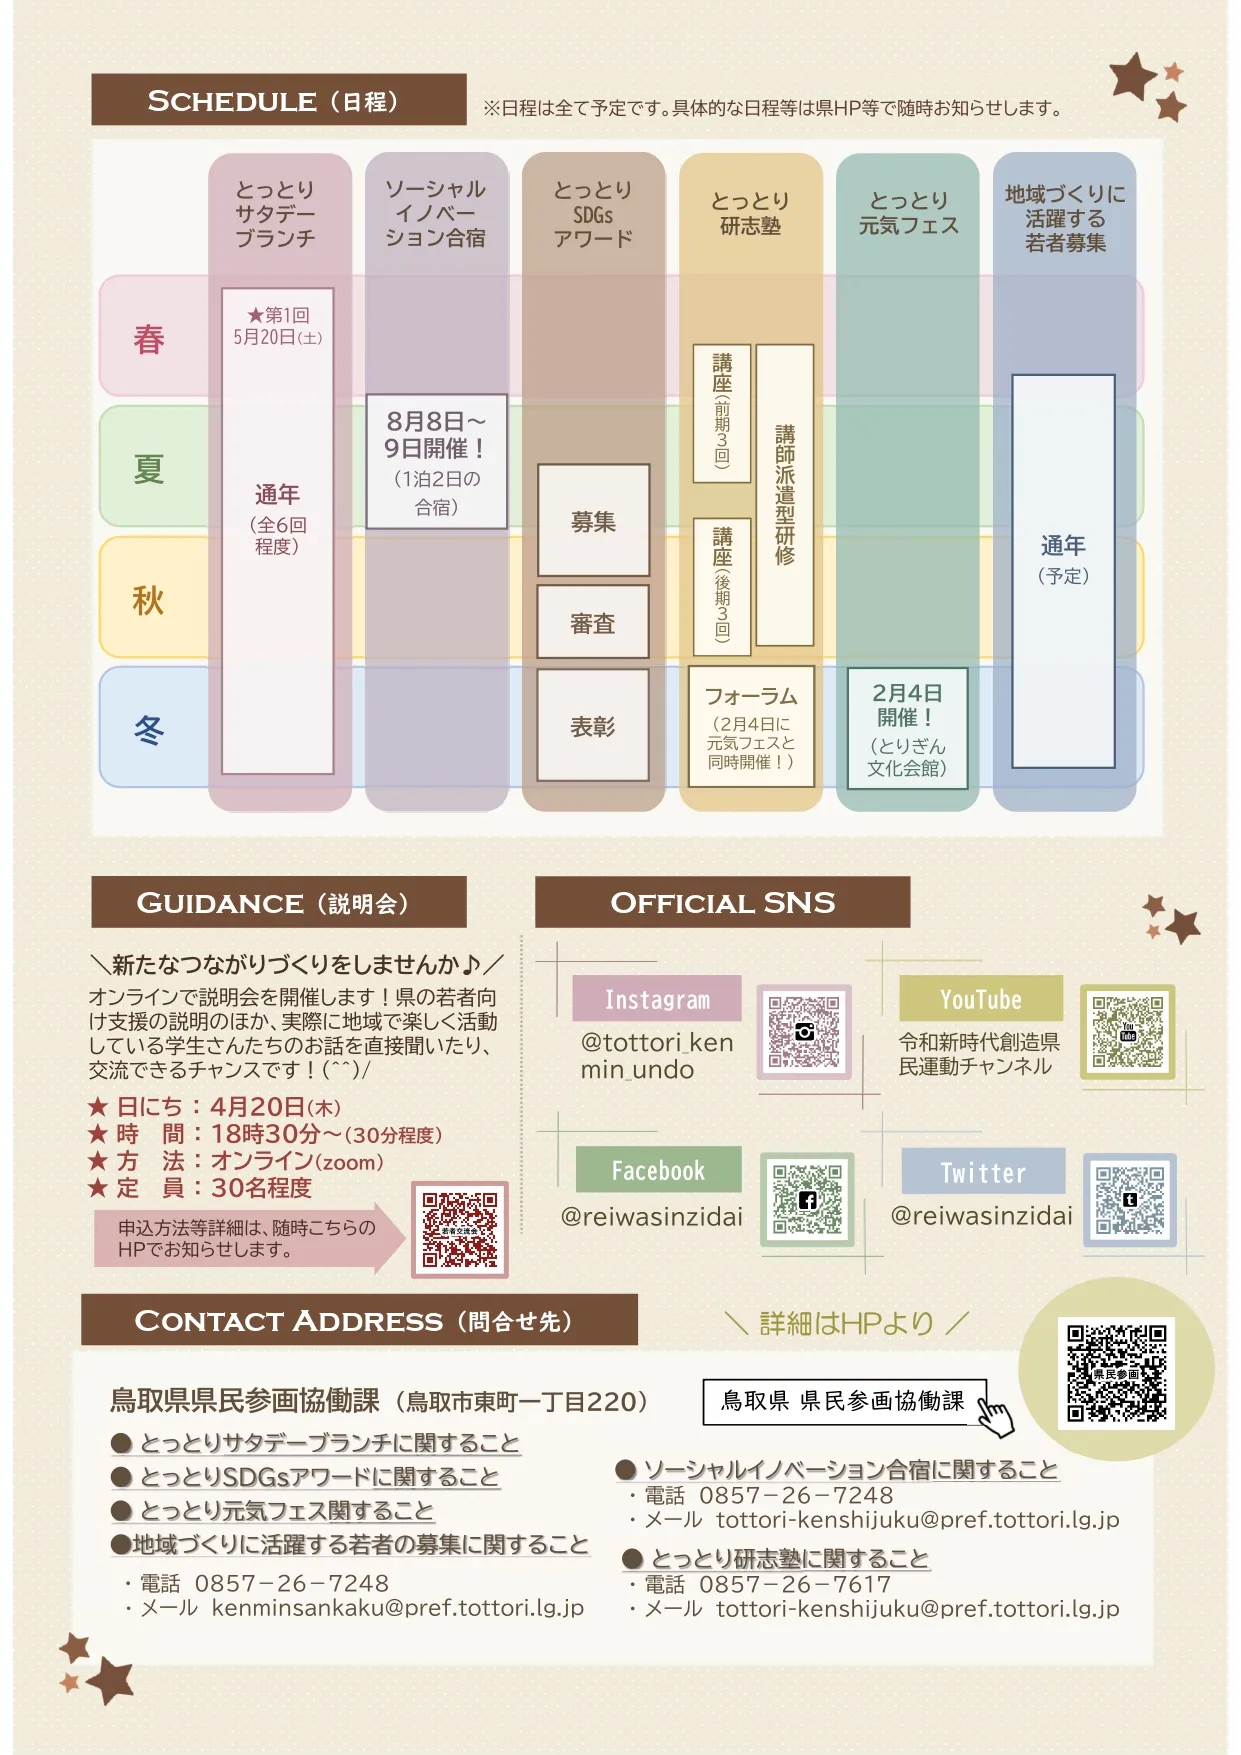 SCHEDULE（日程）
※日程は全て予定です。具体的な日程等は県HP等で随時お知らせします。
とっとり
サタデー
ブランチ
ソーシャル
イノベー
ション合宿
とっとり
SDGs
アワード
とっとり
研志塾
とっとり
元気フェス
地域づくりに
活躍する
若者募集
春
夏
秋
冬
★第1回
5月20日（土）
通年
（全6回
程度）
8月8日～
9日開催！
（1泊2日の
合宿）
募集
審査
表彰
講座（前期３回）
講座（後期３回）
講師派遣型研修
フォーラム
（2月4日に
元気フェスと
同時開催！）
2月4日
開催！
（とりぎん
文化会館）
通年
（予定）
GUIDANCE（説明会）
＼新たなつながりづくりをしませんか♪／
オンラインで説明会を開催します！県の若者向
け支援の説明のほか、実際に地域で楽しく活動
している学生さんたちのお話を直接聞いたり、
交流できるチャンスです！(^^)/
★ 日にち：4月20日（木）
★ 時　間：18時30分～（30分程度）
★ 方　法：オンライン（zoom）
★ 定　員：30名程度
申込方法等詳細は、随時こちらの
HPでお知らせします。
若者交流会
OFFICIAL SNS
Instagram
@tottori_ken
min_undo
YouTube
令和新時代創造県
民運動チャンネル
You
Tube
Facebook
@reiwasinzidai
f
Twitter
@reiwasinzidai
t
CONTACT ADDRESS（問合せ先）
＼ 詳細はHPより ／
県民参画
鳥取県県民参画協働課（鳥取市東町一丁目220）
鳥取県 県民参画協働課
● とっとりサタデーブランチに関すること
● とっとりSDGsアワードに関すること
● とっとり元気フェス関すること
●地域づくりに活躍する若者の募集に関すること
・電話 0857－26－7248
・メール kenminsankaku@pref.tottori.lg.jp
● ソーシャルイノベーション合宿に関すること
・電話 0857－26－7248
・メール tottori-kenshijuku@pref.tottori.lg.jp
● とっとり研志塾に関すること
・電話 0857－26－7617
・メール tottori-kenshijuku@pref.tottori.lg.jp